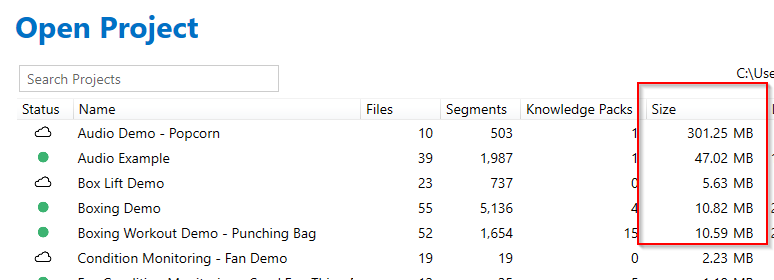 Open Project
Search Projects
C:\Use
Status Name Files Segments Knowledge Packs Size
Audio Demo - Popcorn 10 503 1 301.25 MB
Audio Example 39 1,987 1 47.02 MB
Box Lift Demo 23 737 0 5.63 MB
Boxing Demo 55 5,136 4 10.82 MB
Boxing Workout Demo - Punching Bag 52 1,654 15 10.59 MB
Condition Monitoring - Fan Demo 19 19 0 2.23 MB